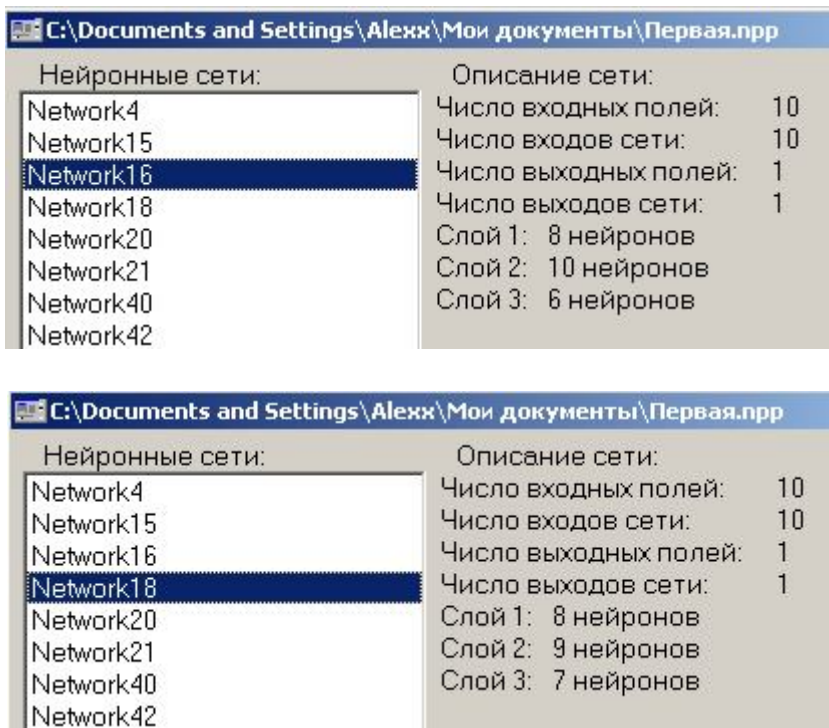 C:\Documents and Settings\Alexx\Мои документы\Первая.npp
Нейронные сети:
Network4
Network15
Network16
Network18
Network20
Network21
Network40
Network42
Описание сети:
Число входных полей: 10
Число входов сети: 10
Число выходных полей: 1
Число выходов сети: 1
Слой 1: 8 нейронов
Слой 2: 10 нейронов
Слой 3: 6 нейронов
C:\Documents and Settings\Alexx\Мои документы\Первая.npp
Нейронные сети:
Network4
Network15
Network16
Network18
Network20
Network21
Network40
Network42
Описание сети:
Число входных полей: 10
Число входов сети: 10
Число выходных полей: 1
Число выходов сети: 1
Слой 1: 8 нейронов
Слой 2: 9 нейронов
Слой 3: 7 нейронов